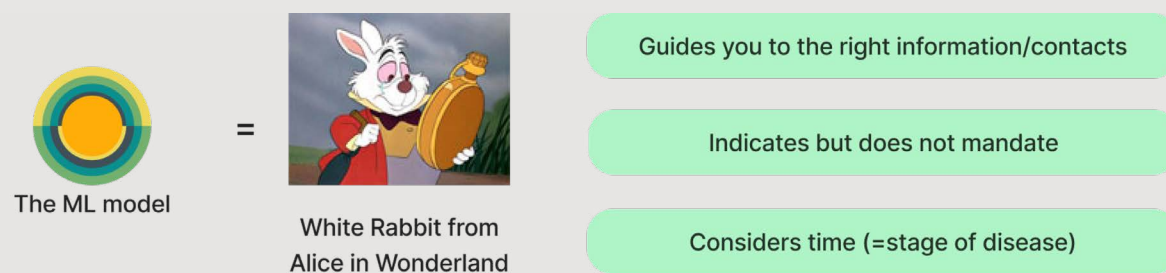 The ML model
=
White Rabbit from
Alice in Wonderland
Guides you to the right information/contacts
Indicates but does not mandate
Considers time (=stage of disease)